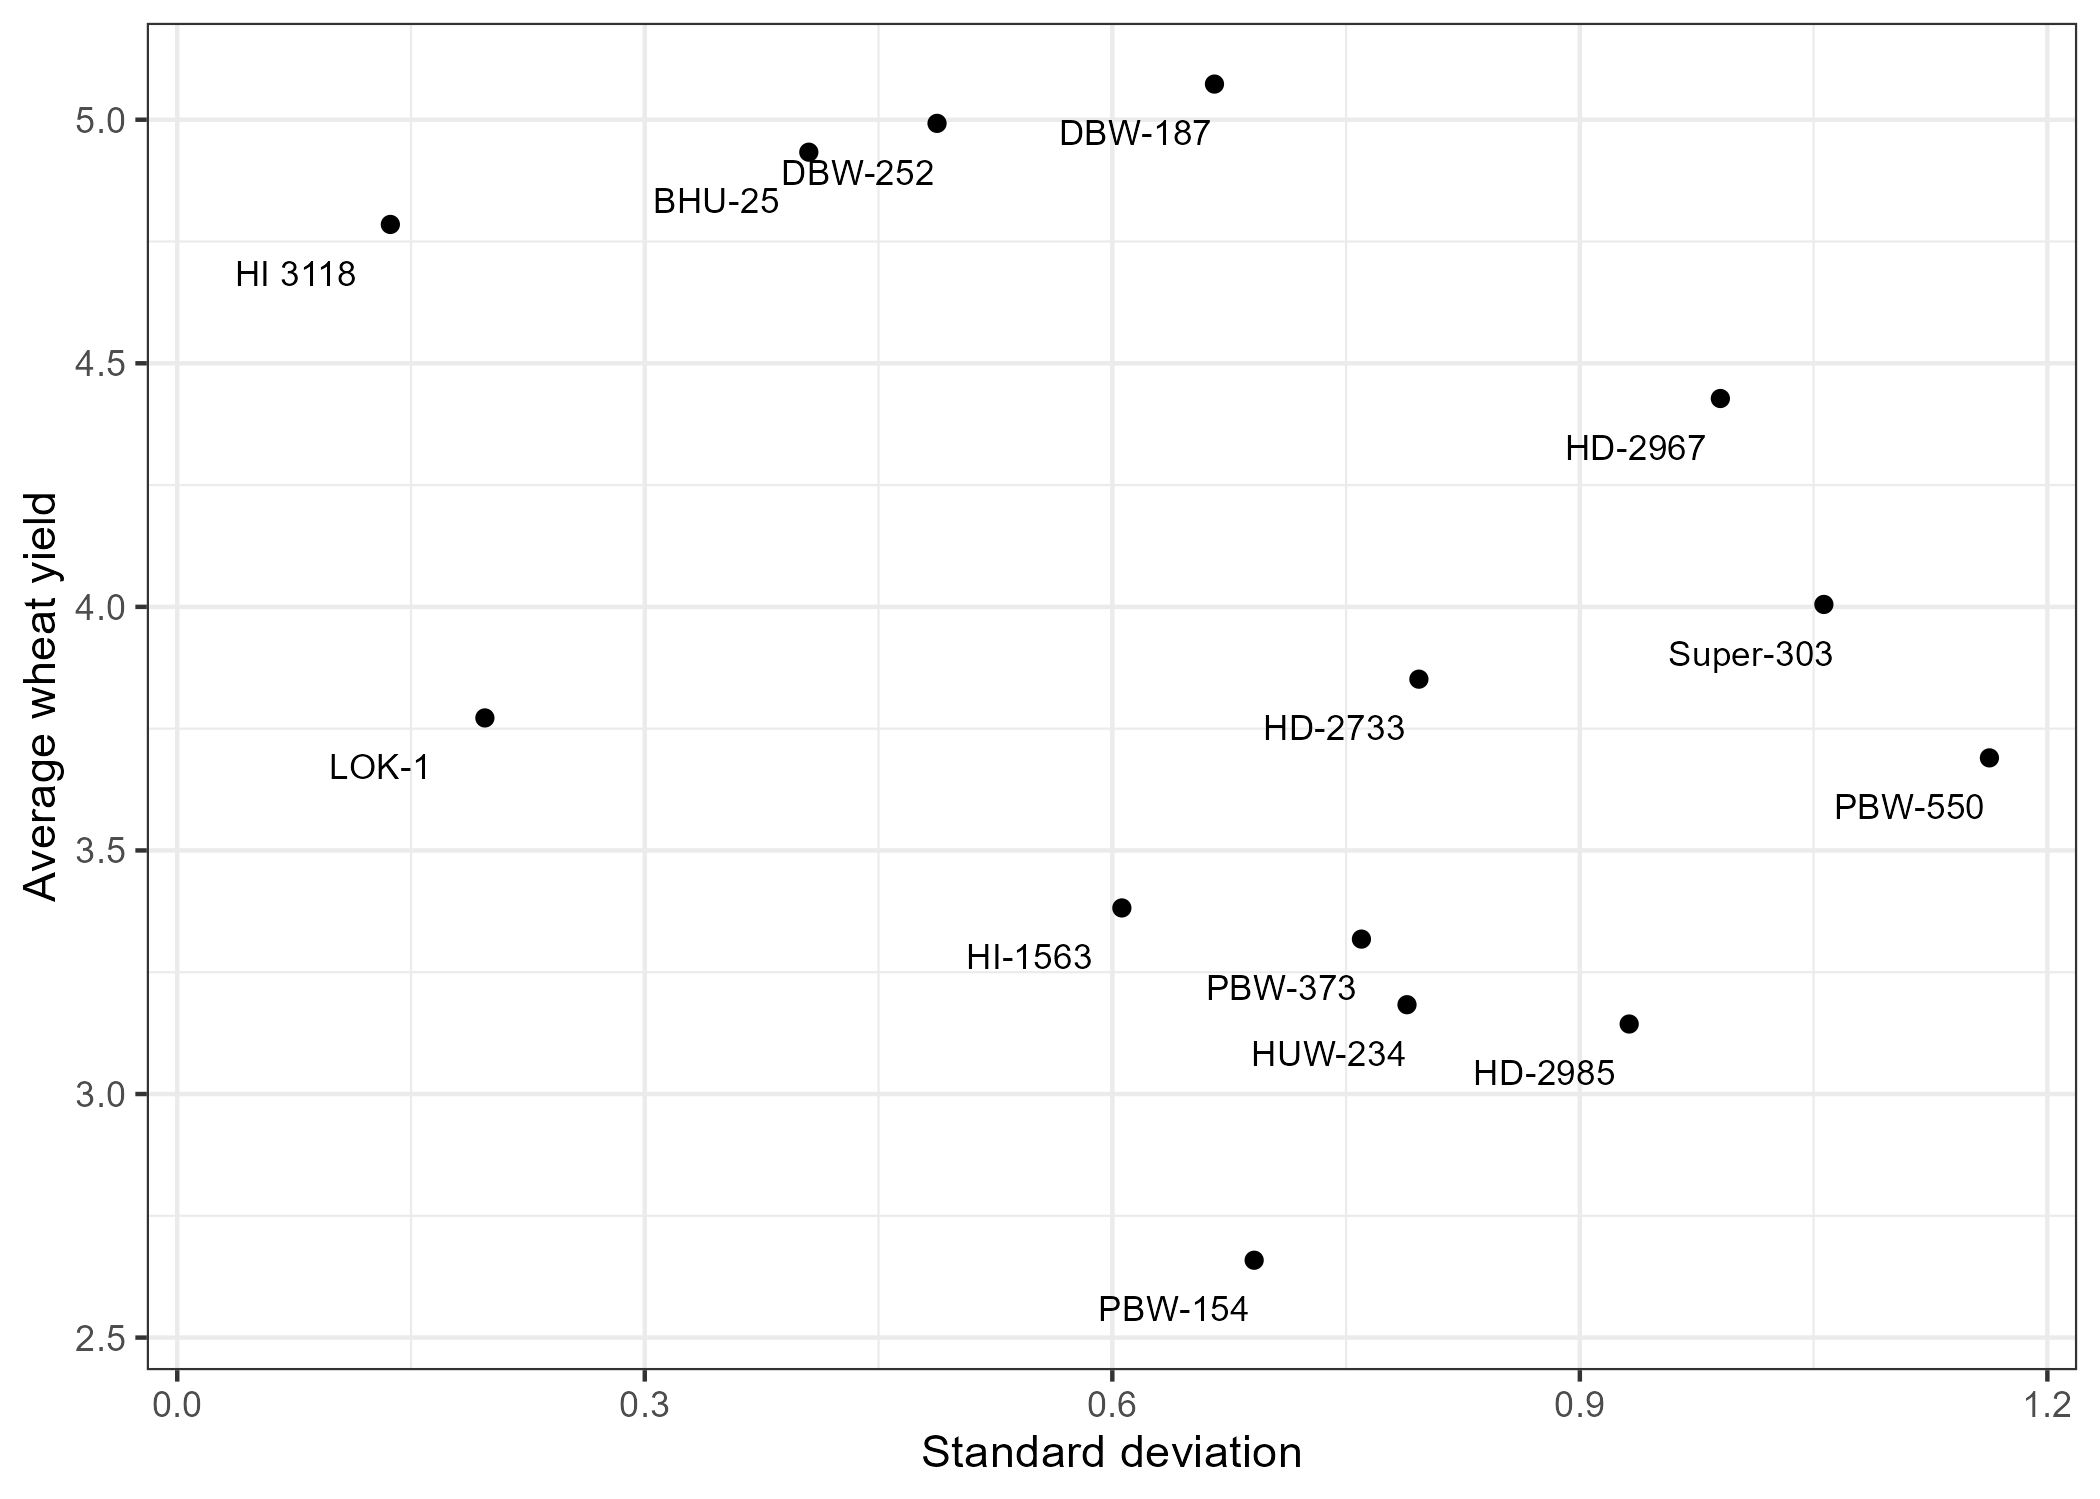 5.0
4.5
4.0
3.5
3.0
2.5
Average wheat yield
DBW-187
DBW-252
BHU-25
HI 3118
HD-2967
Super-303
HD-2733
LOK-1
PBW-550
HI-1563
PBW-373
HUW-234
HD-2985
PBW-154
0.0 0.3 0.6 0.9 1.2
Standard deviation